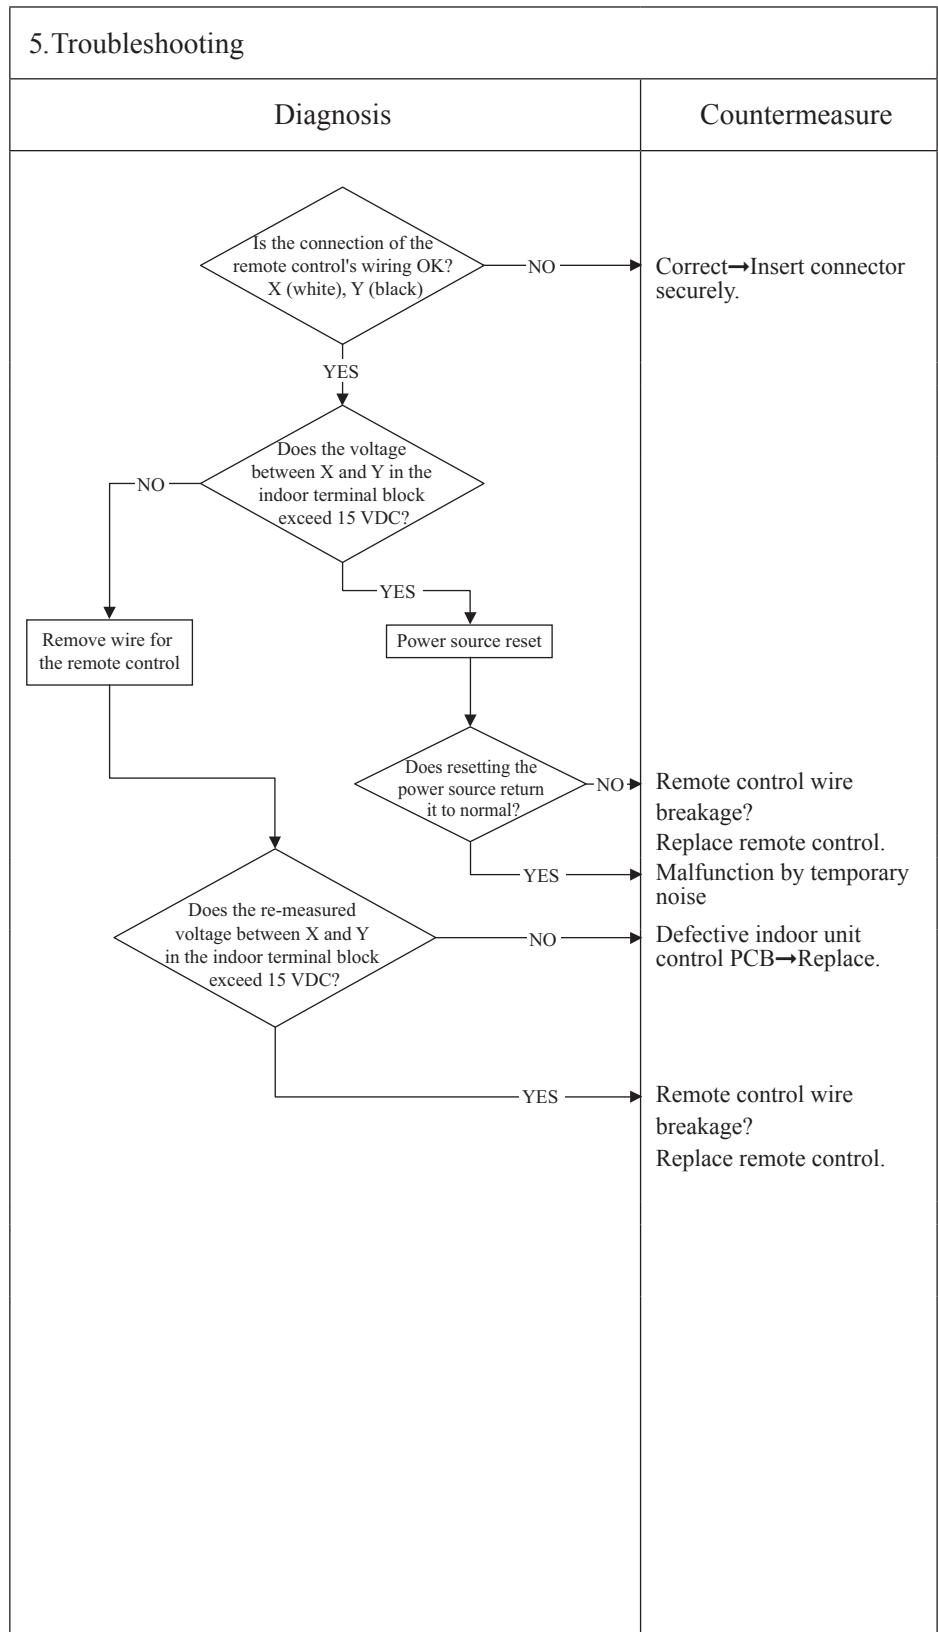 5.Troubleshooting
Diagnosis
Countermeasure
Is the connection of the
remote control's wiring OK?
X (white), Y (black)
NO
Correct→Insert connector
securely.
YES
Does the voltage
between X and Y in the
indoor terminal block
exceed 15 VDC?
NO
YES
Remove wire for
the remote control
Power source reset
Does resetting the
power source return
it to normal?
NO
Remote control wire
breakage?
Replace remote control.
YES
Malfunction by temporary
noise
Does the re-measured
voltage between X and Y
in the indoor terminal block
exceed 15 VDC?
NO
Defective indoor unit
control PCB→Replace.
YES
Remote control wire
breakage?
Replace remote control.